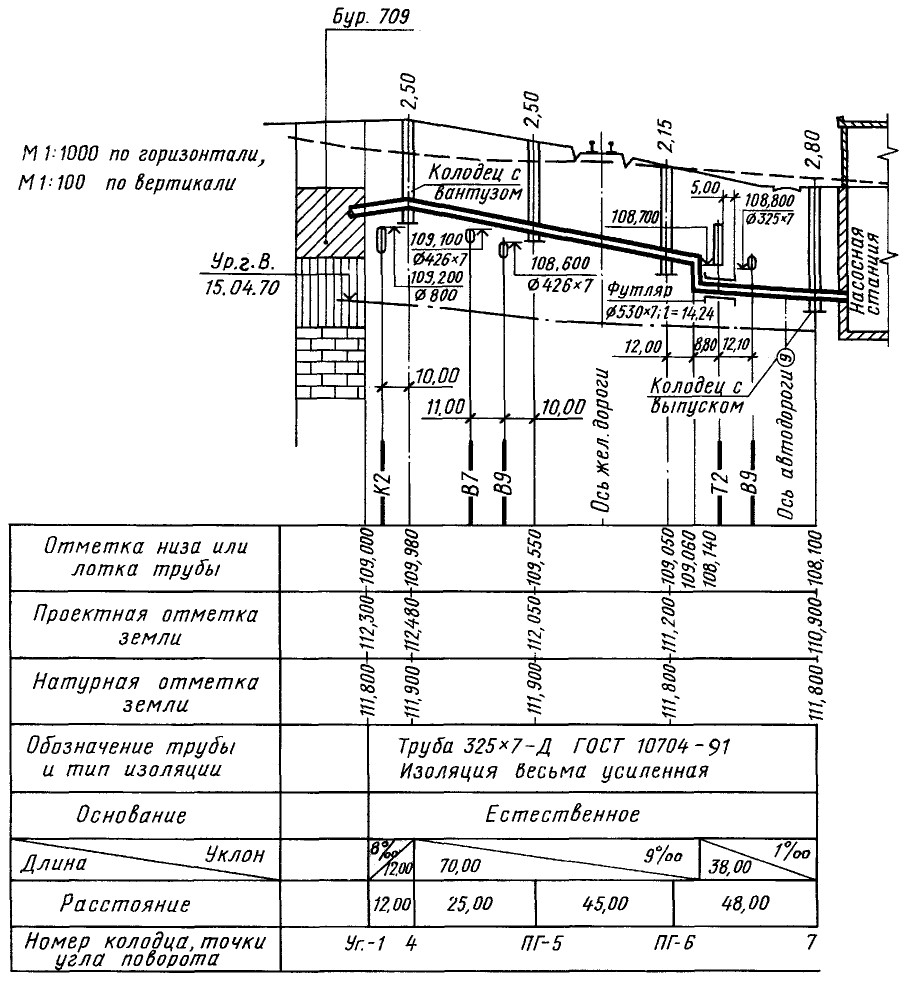 Бур. 709
2,50
2,50
2,15
2,80
М 1:1000 по горизонтали,
М 1:100 по вертикали
Колодец с
вантузом
5,00
108,800
Ø325×7
108,700
109,100
Ø426×7
109,200
Ø 800
108,600
Ø426×7
Ур.г.В.
15.04.70
Футляр
Ø530×7; l = 14,24
Насосная
станция
12,00
8,80
12,10
10,00
11,00
10,00
Колодец с
выпуском
К2
В7
В9
Ось жел. дороги
Т2
В9
Ось автодороги
9
Отметка низа или
лотка трубы
109,000
109,980
109,550
109,050
109,060
108,140
108,100
Проектная отметка
земли
112,300
112,480
112,050
111,200
110,900
Натурная отметка
земли
111,800
111,900
111,900
111,800
111,800
Обозначение трубы
и тип изоляции
Труба 325×7-Д ГОСТ 10704-91
Изоляция весьма усиленная
Основание
Естественное
Длина Уклон
8‰
12,00
70,00
9‰
38,00
1‰
Расстояние
12,00 25,00 45,00 48,00
Номер колодца, точки
угла поворота
Уг.-1 4 ПГ-5 ПГ-6 7